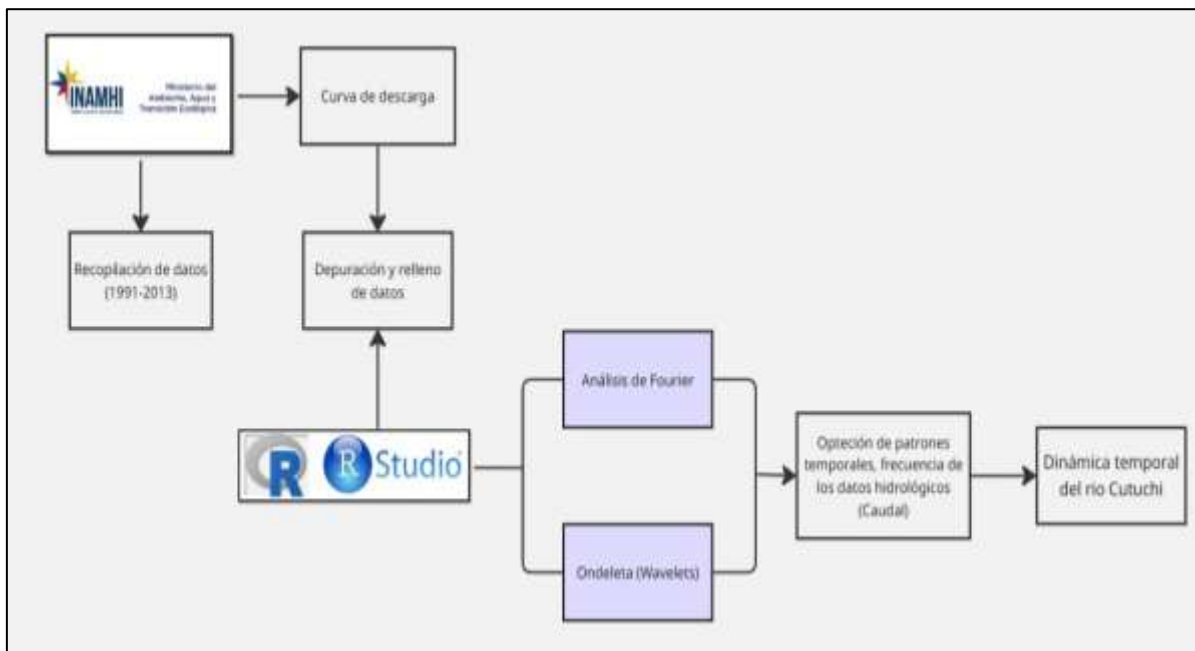 INAMHI
Ministerio del
Ambiente, Agua y
Transición Ecológica
Curva de descarga
Recopilación de datos
(1991-2013)
Depuración y relleno
de datos
R
R Studio
Análisis de Fourier
Ondeleta (Wavelets)
Opteción de patrones
temporales, frecuencia de
los datos hidrológicos
(Caudal)
Dinámica temporal
del rio Cutuchi